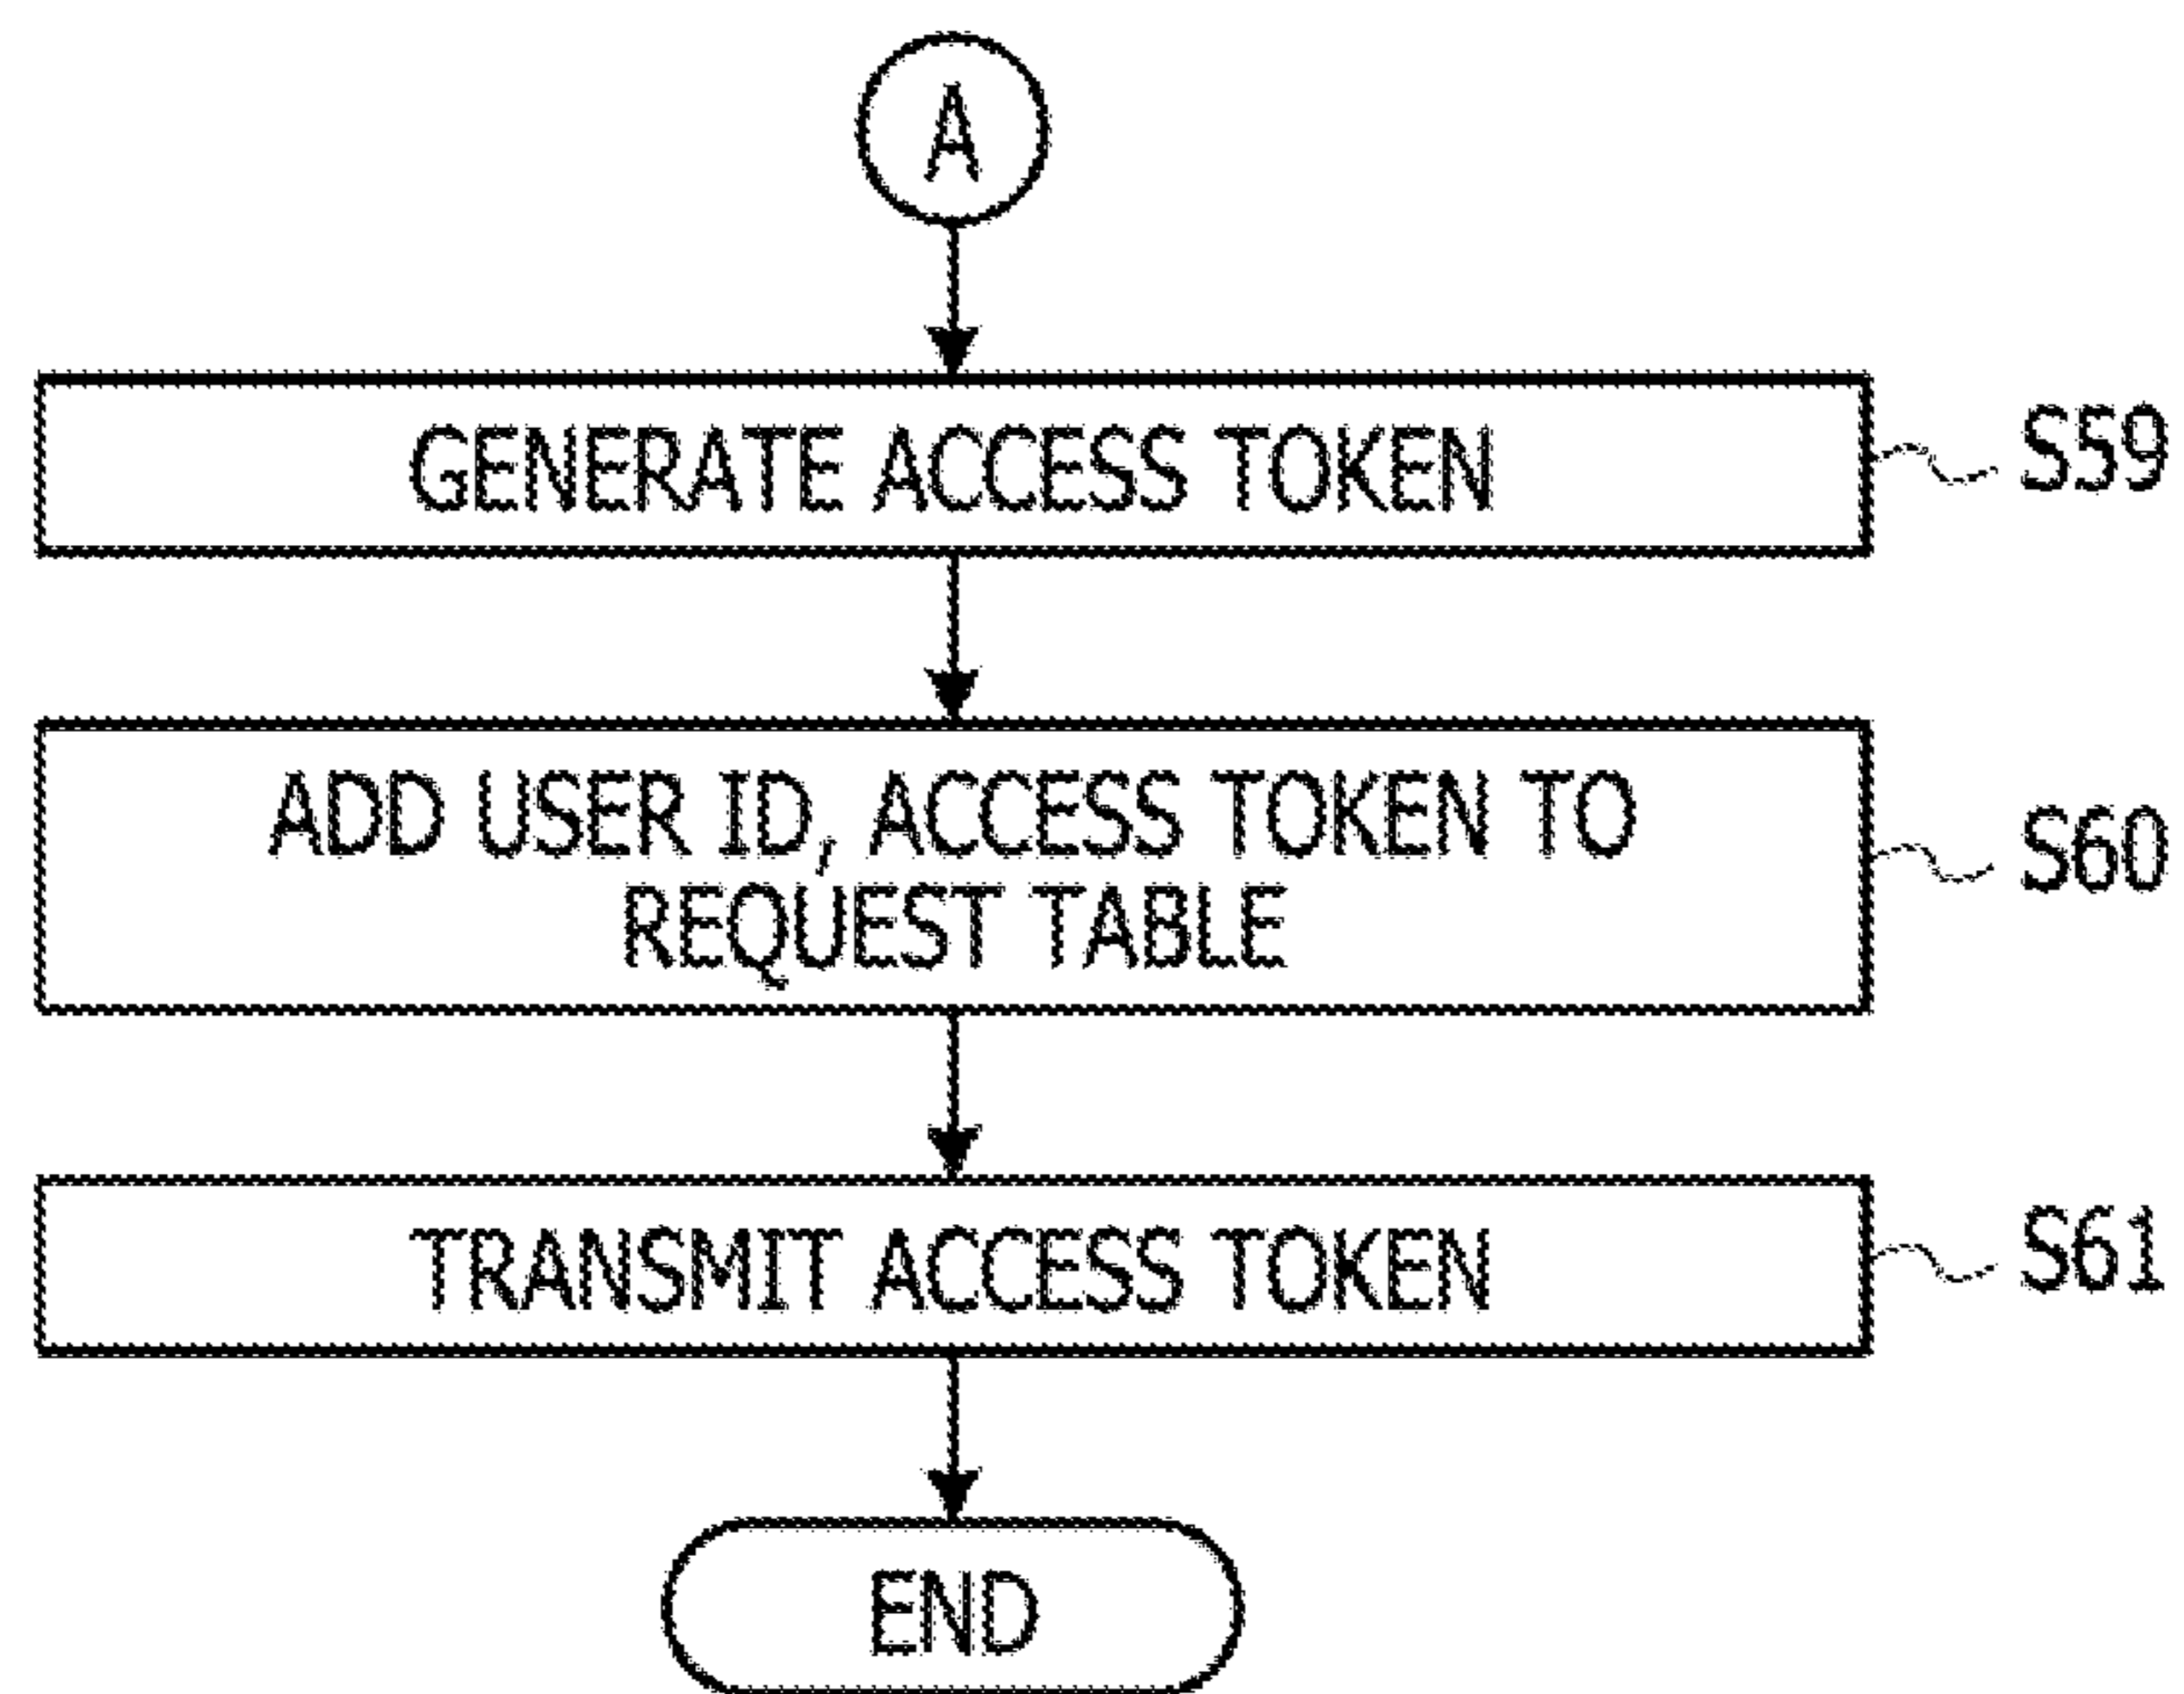 A
GENERATE ACCESS TOKEN
S59
ADD USER ID, ACCESS TOKEN TO
REQUEST TABLE
S60
TRANSMIT ACCESS TOKEN
S61
END